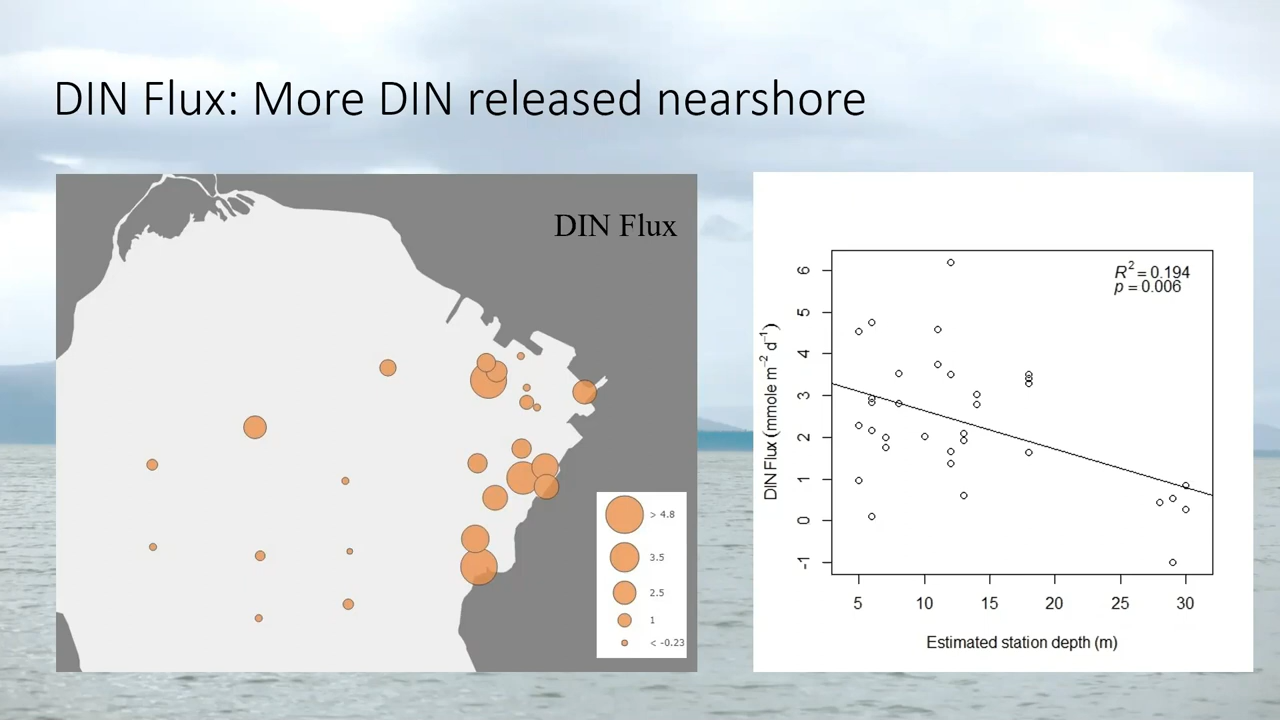 DIN Flux: More DIN released nearshore
DIN Flux
> 4.8
3.5
2.5
1
< -0.23
R² = 0.194
p = 0.006
DIN Flux (mmole m⁻² d⁻¹)
6
5
4
3
2
1
0
-1
5 10 15 20 25 30
Estimated station depth (m)